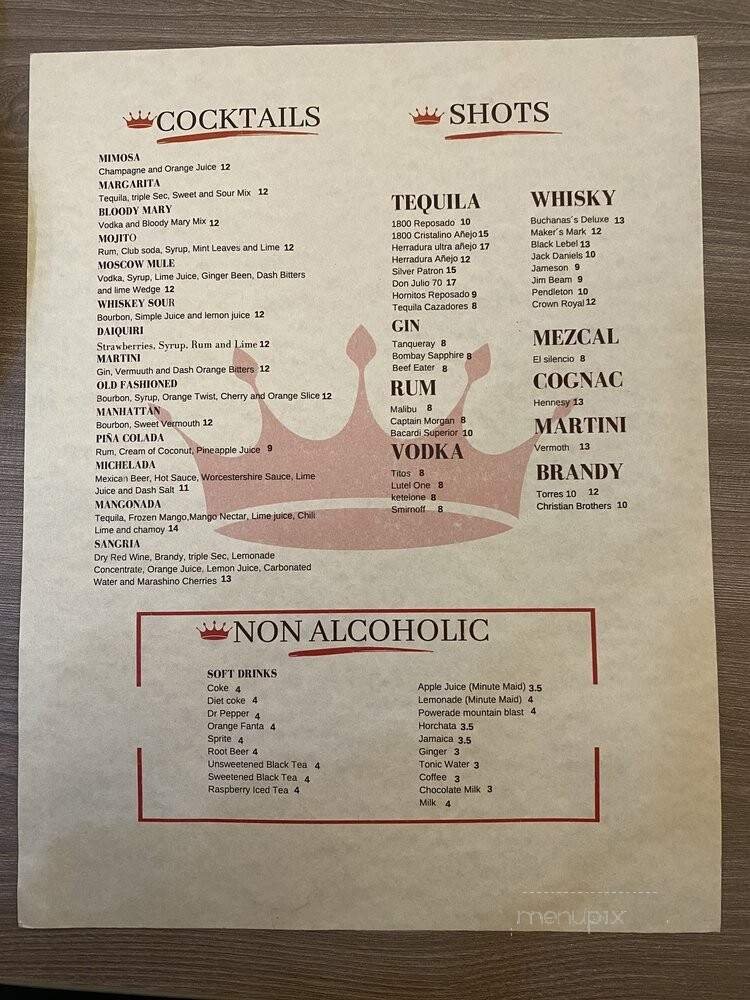 COCKTAILS
MIMOSA
Champagne and Orange Juice 12
MARGARITA
Tequila, triple Sec, Sweet and Sour Mix 12
BLOODY MARY
Vodka and Bloody Mary Mix 12
MOJITO
Rum, Club soda, Syrup, Mint Leaves and Lime 12
MOSCOW MULE
Vodka, Syrup, Lime Juice, Ginger Been, Dash Bitters
and lime Wedge 12
WHISKEY SOUR
Bourbon, Simple Juice and lemon juice 12
DAIQUIRI
Strawberries, Syrup, Rum and Lime 12
MARTINI
Gin, Vermuuth and Dash Orange Bitters 12
OLD FASHIONED
Bourbon, Syrup, Orange Twist, Cherry and Orange Slice 12
MANHATTAN
Bourbon, Sweet Vermouth 12
PIÑA COLADA
Rum, Cream of Coconut, Pineapple Juice 9
MICHELADA
Mexican Beer, Hot Sauce, Worcestershire Sauce, Lime
Juice and Dash Salt 11
MANGONADA
Tequila, Frozen Mango,Mango Nectar, Lime juice, Chili
Lime and chamoy 14
SANGRIA
Dry Red Wine, Brandy, triple Sec, Lemonade
Concentrate, Orange Juice, Lemon Juice, Carbonated
Water and Marashino Cherries 13
SHOTS
TEQUILA
1800 Reposado 10
1800 Cristalino Añejo 15
Herradura ultra añejo 17
Herradura Añejo 12
Silver Patron 15
Don Julio 70 17
Hornitos Reposado 9
Tequila Cazadores 8
GIN
Tanqueray 8
Bombay Sapphire 8
Beef Eater 8
RUM
Malibu 8
Captain Morgan 8
Bacardi Superior 10
VODKA
Titos 8
Lutel One 8
ketelone 8
Smirnoff 8
WHISKY
Buchanas´s Deluxe 13
Maker´s Mark 12
Black Lebel 13
Jack Daniels 10
Jameson 9
Jim Beam 9
Pendleton 10
Crown Royal 12
MEZCAL
El silencio 8
COGNAC
Hennesy 13
MARTINI
Vermoth 13
BRANDY
Torres 10 12
Christian Brothers 10
NON ALCOHOLIC
SOFT DRINKS
Coke 4
Diet coke 4
Dr Pepper 4
Orange Fanta 4
Sprite 4
Root Beer 4
Unsweetened Black Tea 4
Sweetened Black Tea 4
Raspberry Iced Tea 4
Apple Juice (Minute Maid) 3.5
Lemonade (Minute Maid) 4
Powerade mountain blast 4
Horchata 3.5
Jamaica 3.5
Ginger 3
Tonic Water 3
Coffee 3
Chocolate Milk 3
Milk 4
menupix